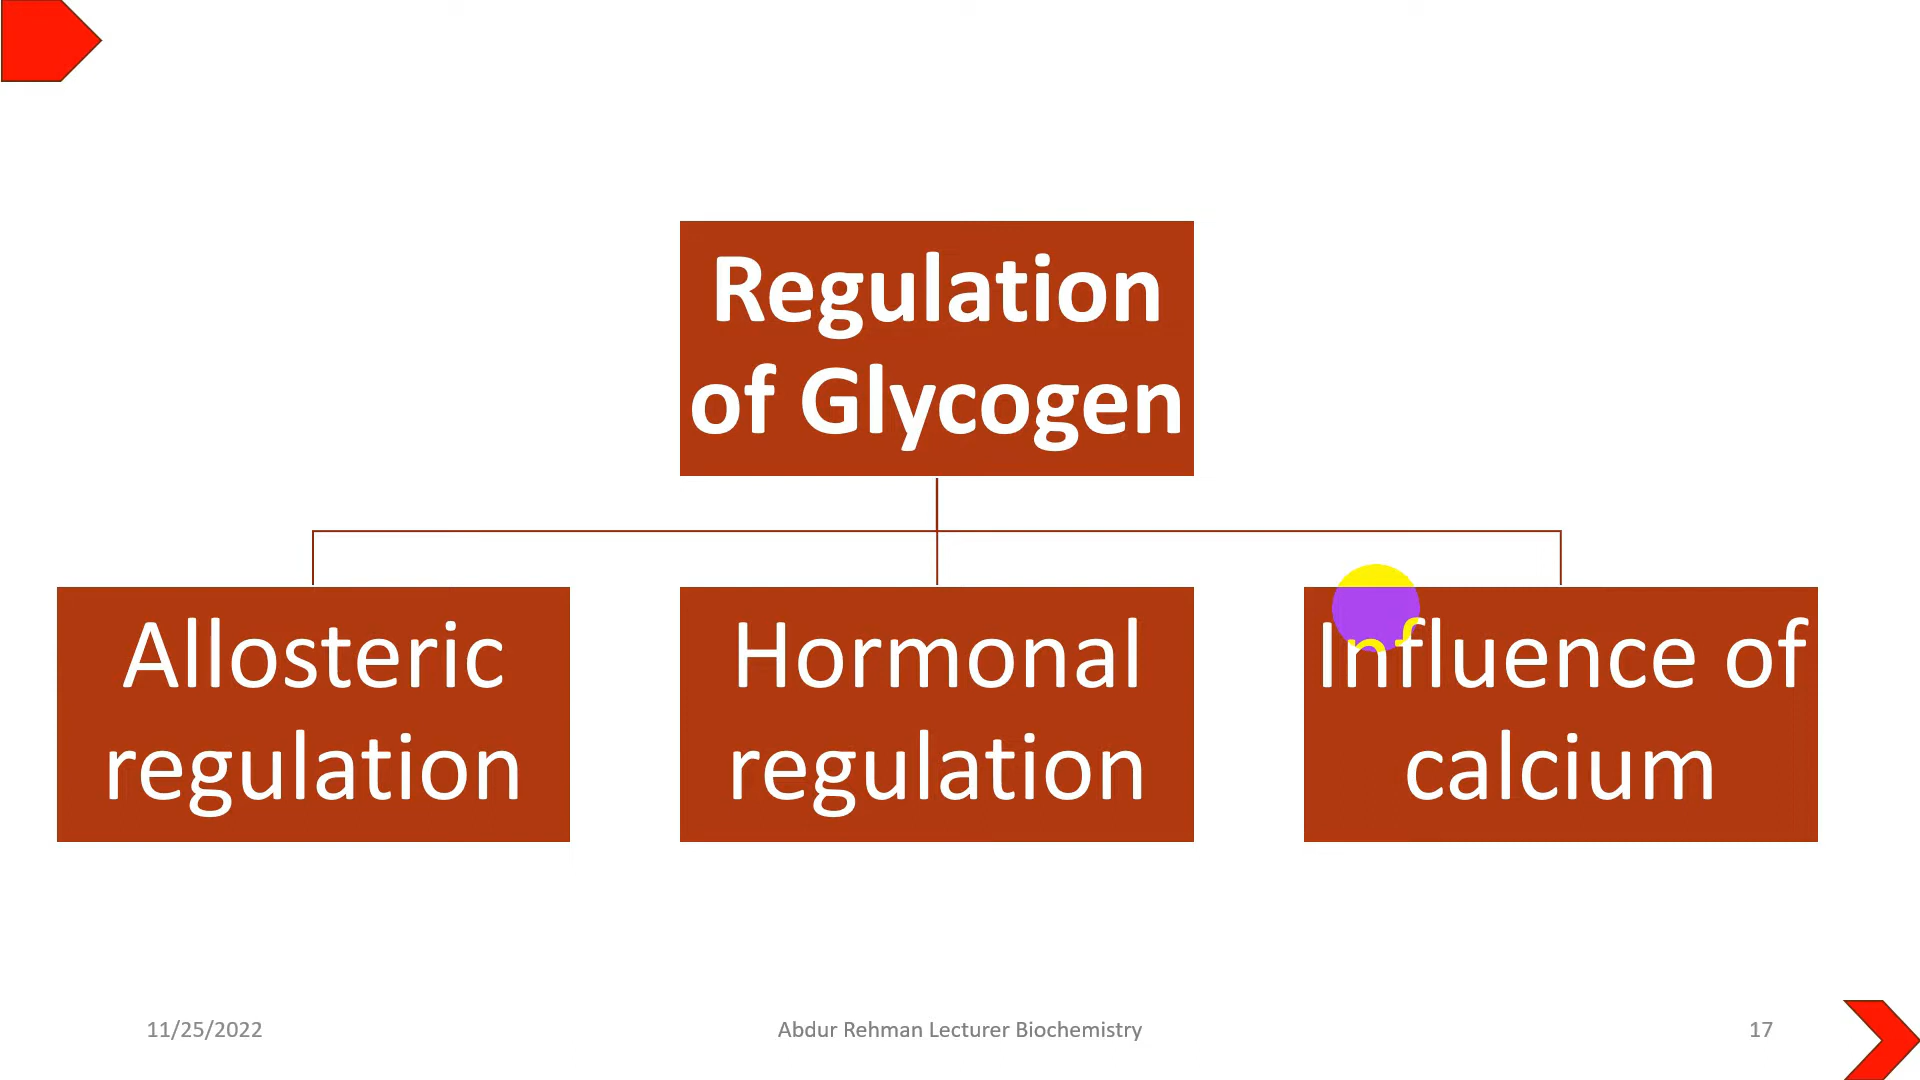 Regulation
of Glycogen
Allosteric
regulation
Hormonal
regulation
Influence of
calcium
11/25/2022
Abdur Rehman Lecturer Biochemistry
17